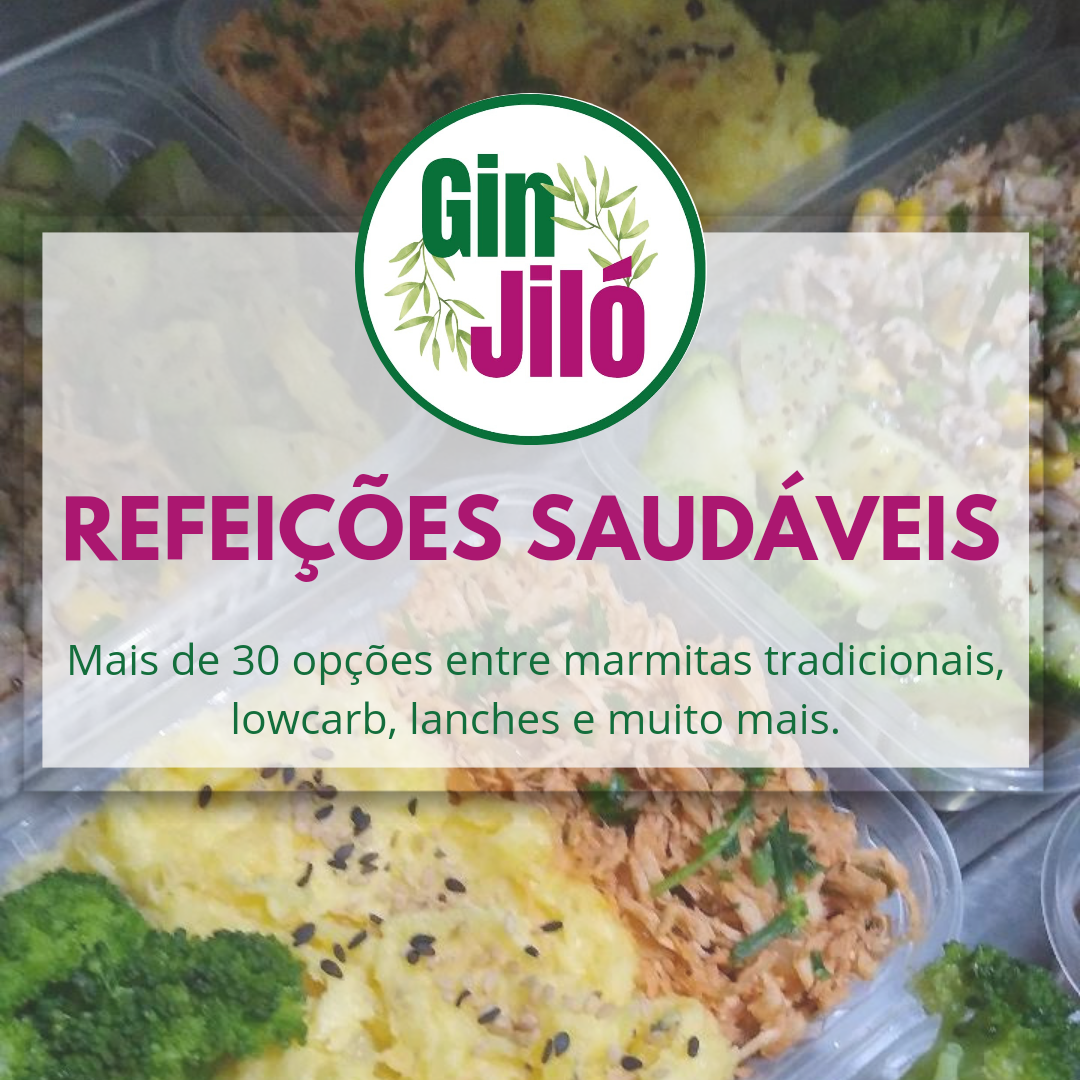 Gin
Jiló
REFEIÇÕES SAUDÁVEIS
Mais de 30 opções entre marmitas tradicionais,
lowcarb, lanches e muito mais.